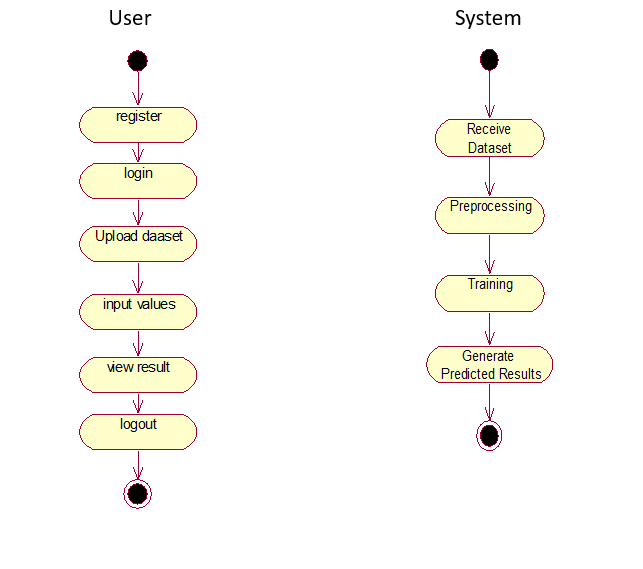 User
register
login
Upload daaset
input values
view result
logout
System
Receive
Dataset
Preprocessing
Training
Generate
Predicted Results